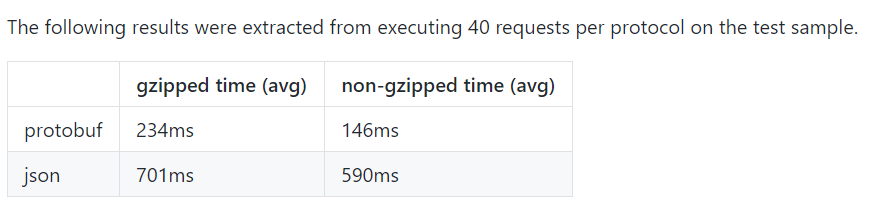 The following results were extracted from executing 40 requests per protocol on the test sample.
gzipped time (avg) non-gzipped time (avg)
protobuf 234ms 146ms
json 701ms 590ms